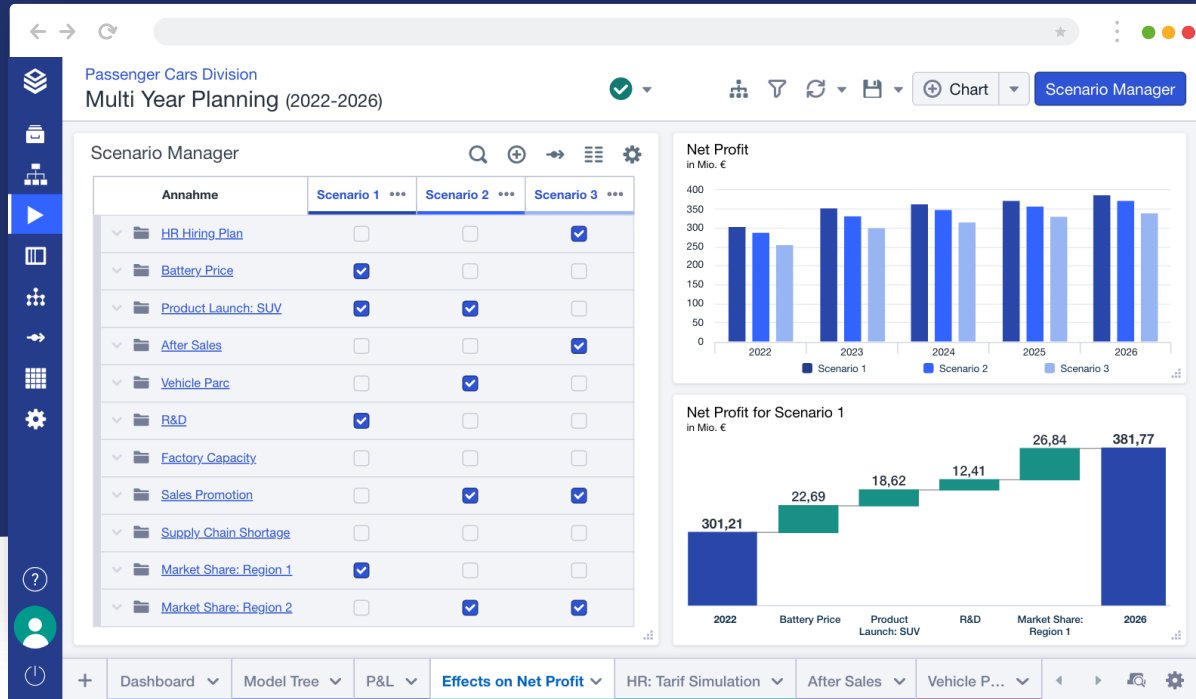 Passenger Cars Division
Multi Year Planning (2022-2026)
Chart
Scenario Manager
Scenario Manager
Annahme Scenario 1 ••• Scenario 2 ••• Scenario 3 •••
HR Hiring Plan
Battery Price
Product Launch: SUV
After Sales
Vehicle Parc
R&D
Factory Capacity
Sales Promotion
Supply Chain Shortage
Market Share: Region 1
Market Share: Region 2
Net Profit
in Mio. €
400
350
300
250
200
150
100
50
0
2022 2023 2024 2025 2026
Scenario 1 Scenario 2 Scenario 3
Net Profit for Scenario 1
in Mio. €
301,21 22,69 18,62 12,41 26,84 381,77
2022 Battery Price Product R&D Market Share: 2026
Launch: SUV Region 1
?
+ Dashboard Model Tree P&L Effects on Net Profit HR: Tarif Simulation After Sales Vehicle P...